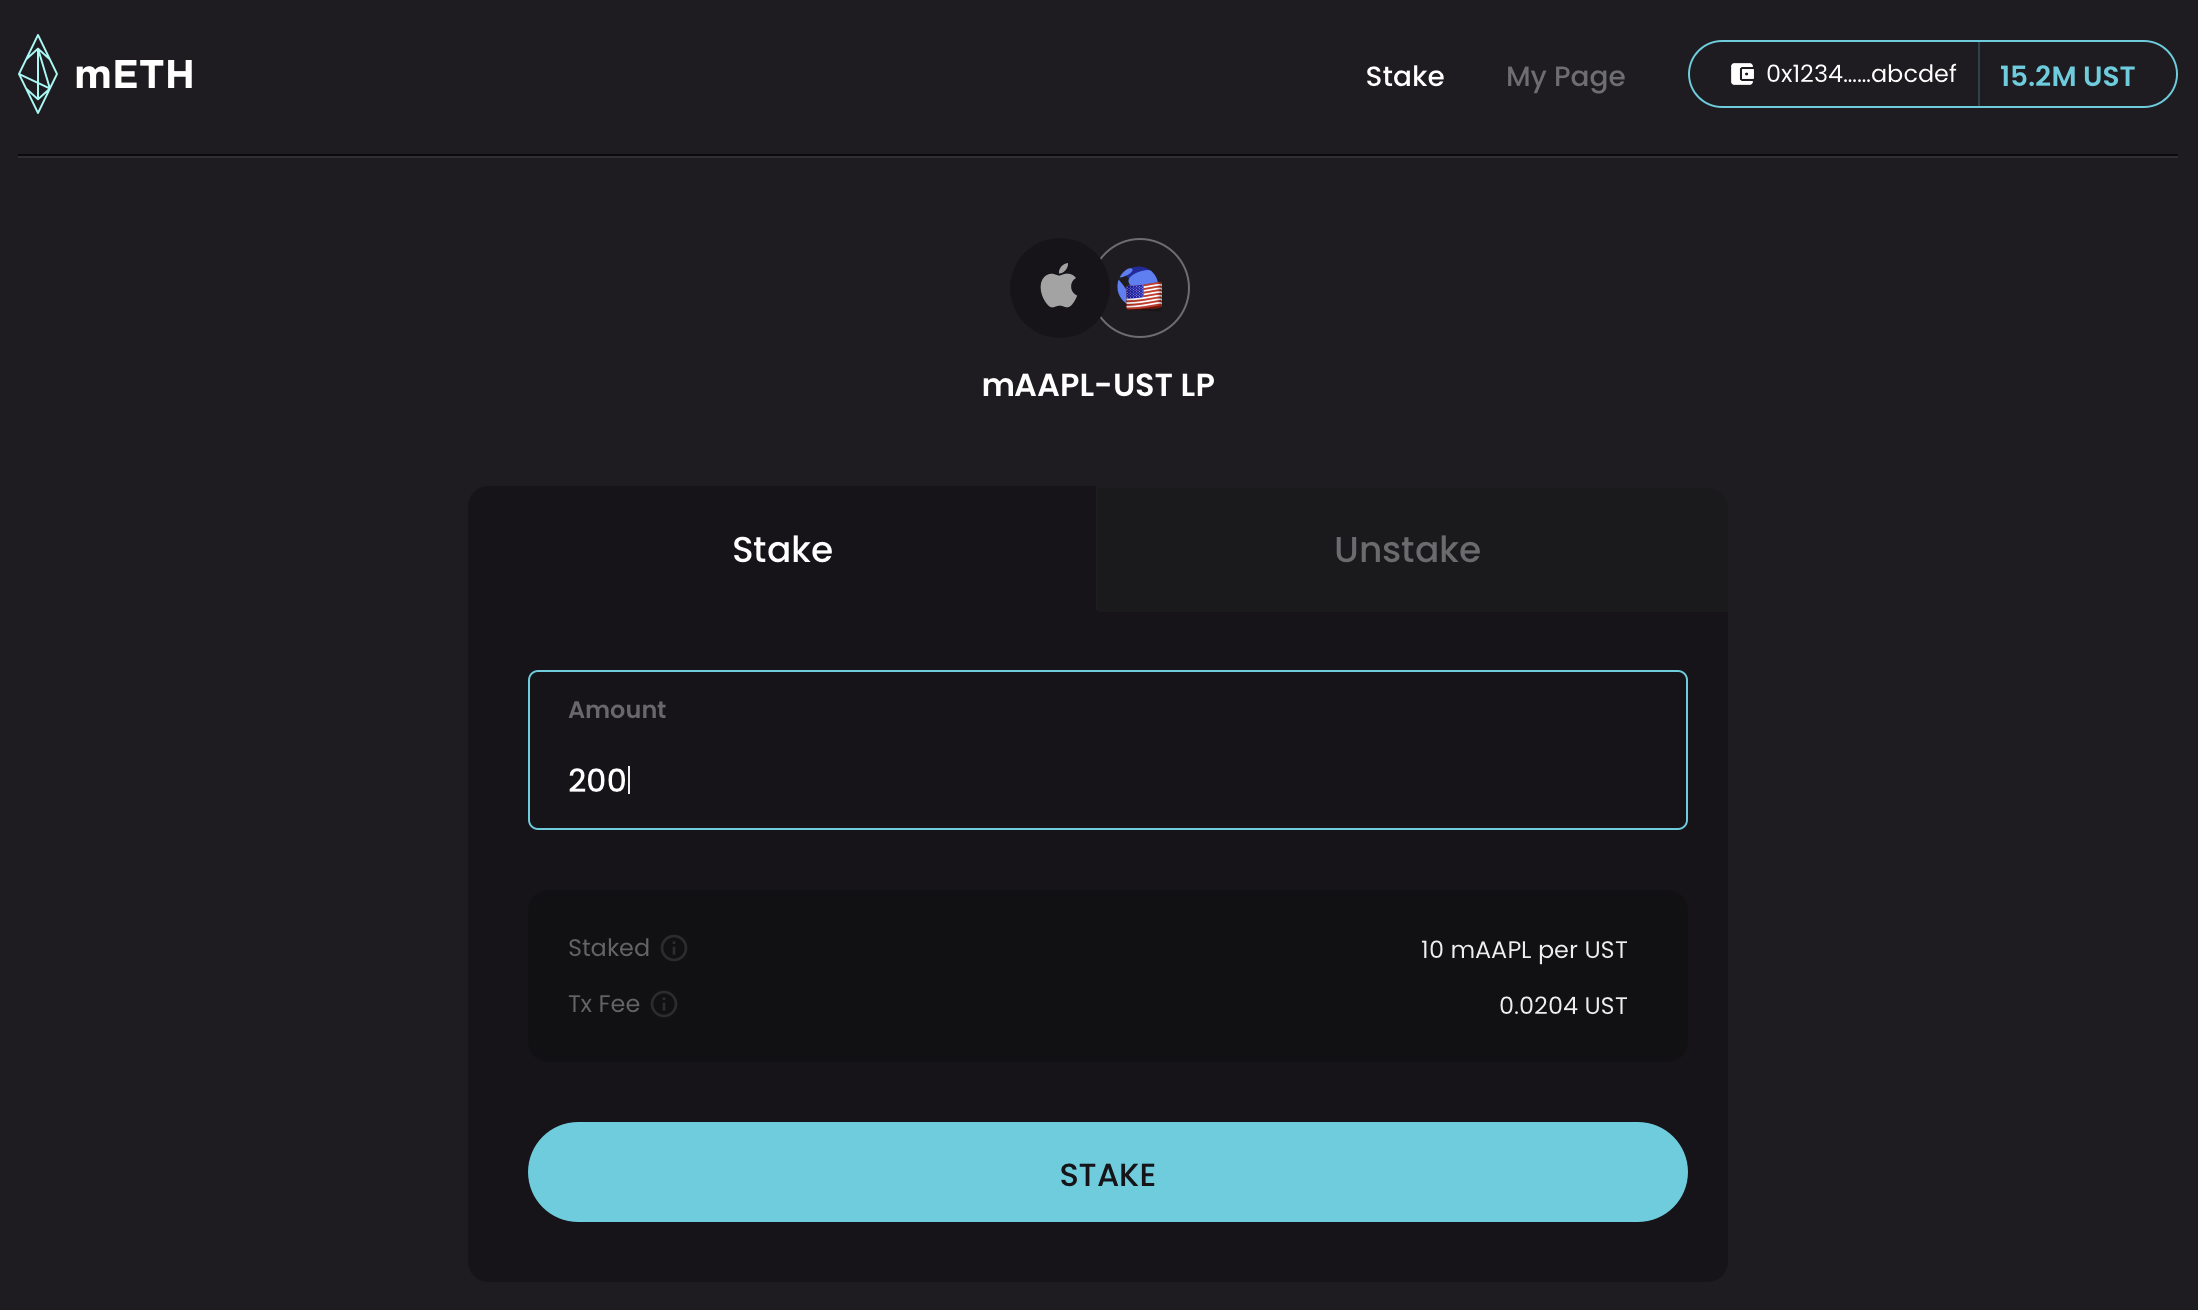 mETH
Stake
My Page
0x1234......abcdef
15.2M UST
mAAPL-UST LP
Stake
Unstake
Amount
200
Staked
10 mAAPL per UST
Tx Fee
0.0204 UST
STAKE